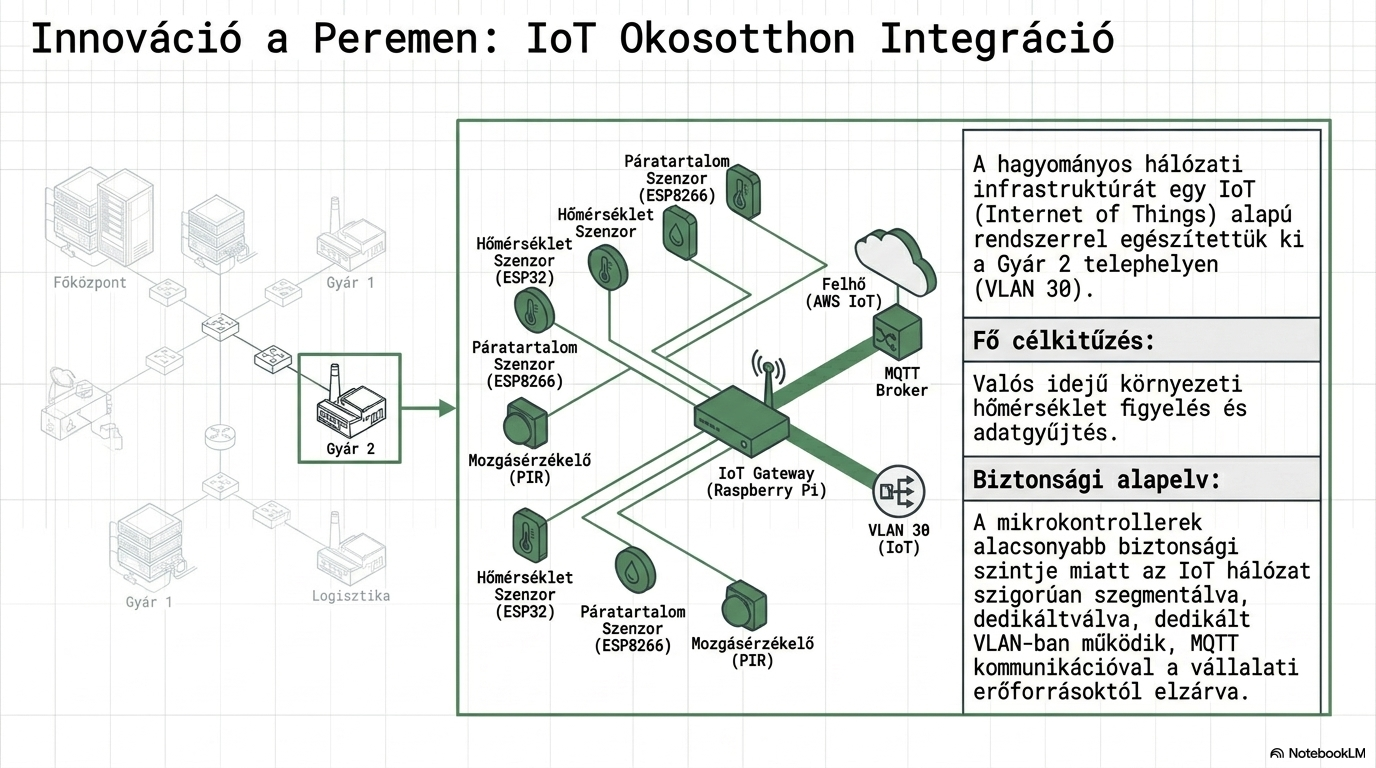 Innováció a Peremen: IoT Okosotthon Integráció
Főközpont
Gyár 1
Gyár 2
Gyár 1
Logisztika
Páratartalom
Szenzor
(ESP8266)
Hőmérséklet
Szenzor
Hőmérséklet
Szenzor
(ESP32)
Páratartalom
Szenzor
(ESP8266)
Mozgásérzékelő
(PIR)
Hőmérséklet
Szenzor
(ESP32)
Páratartalom
Szenzor
(ESP8266)
Mozgásérzékelő
(PIR)
IoT Gateway
(Raspberry Pi)
Felhő
(AWS IoT)
MQTT
Broker
VLAN 30
(IoT)
A hagyományos hálózati
infrastruktúrát egy IoT
(Internet of Things) alapú
rendszerrel egészítettük ki
a Gyár 2 telephelyen
(VLAN 30).
Fő célkitűzés:
Valós idejű környezeti
hőmérséklet figyelés és
adatgyűjtés.
Biztonsági alapelv:
A mikrokontrollerek
alacsonyabb biztonsági
szintje miatt az IoT hálózat
szigorúan szegmentálva,
dedikáltválva, dedikált
VLAN-ban működik, MQTT
kommunikációval a vállalati
erőforrásoktól elzárva.
NotebookLM